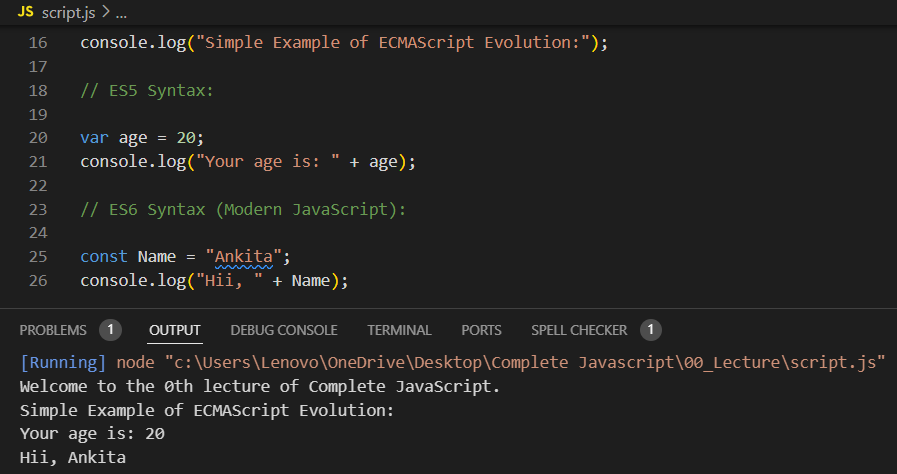 JS script.js > ...
16 console.log("Simple Example of ECMAScript Evolution:");
17
18 // ES5 Syntax:
19
20 var age = 20;
21 console.log("Your age is: " + age);
22
23 // ES6 Syntax (Modern JavaScript):
24
25 const Name = "Ankita";
26 console.log("Hii, " + Name);
PROBLEMS 1 OUTPUT DEBUG CONSOLE TERMINAL PORTS SPELL CHECKER 1
[Running] node "c:\Users\Lenovo\OneDrive\Desktop\Complete Javascript\00_Lecture\script.js"
Welcome to the 0th lecture of Complete JavaScript.
Simple Example of ECMAScript Evolution:
Your age is: 20
Hii, Ankita